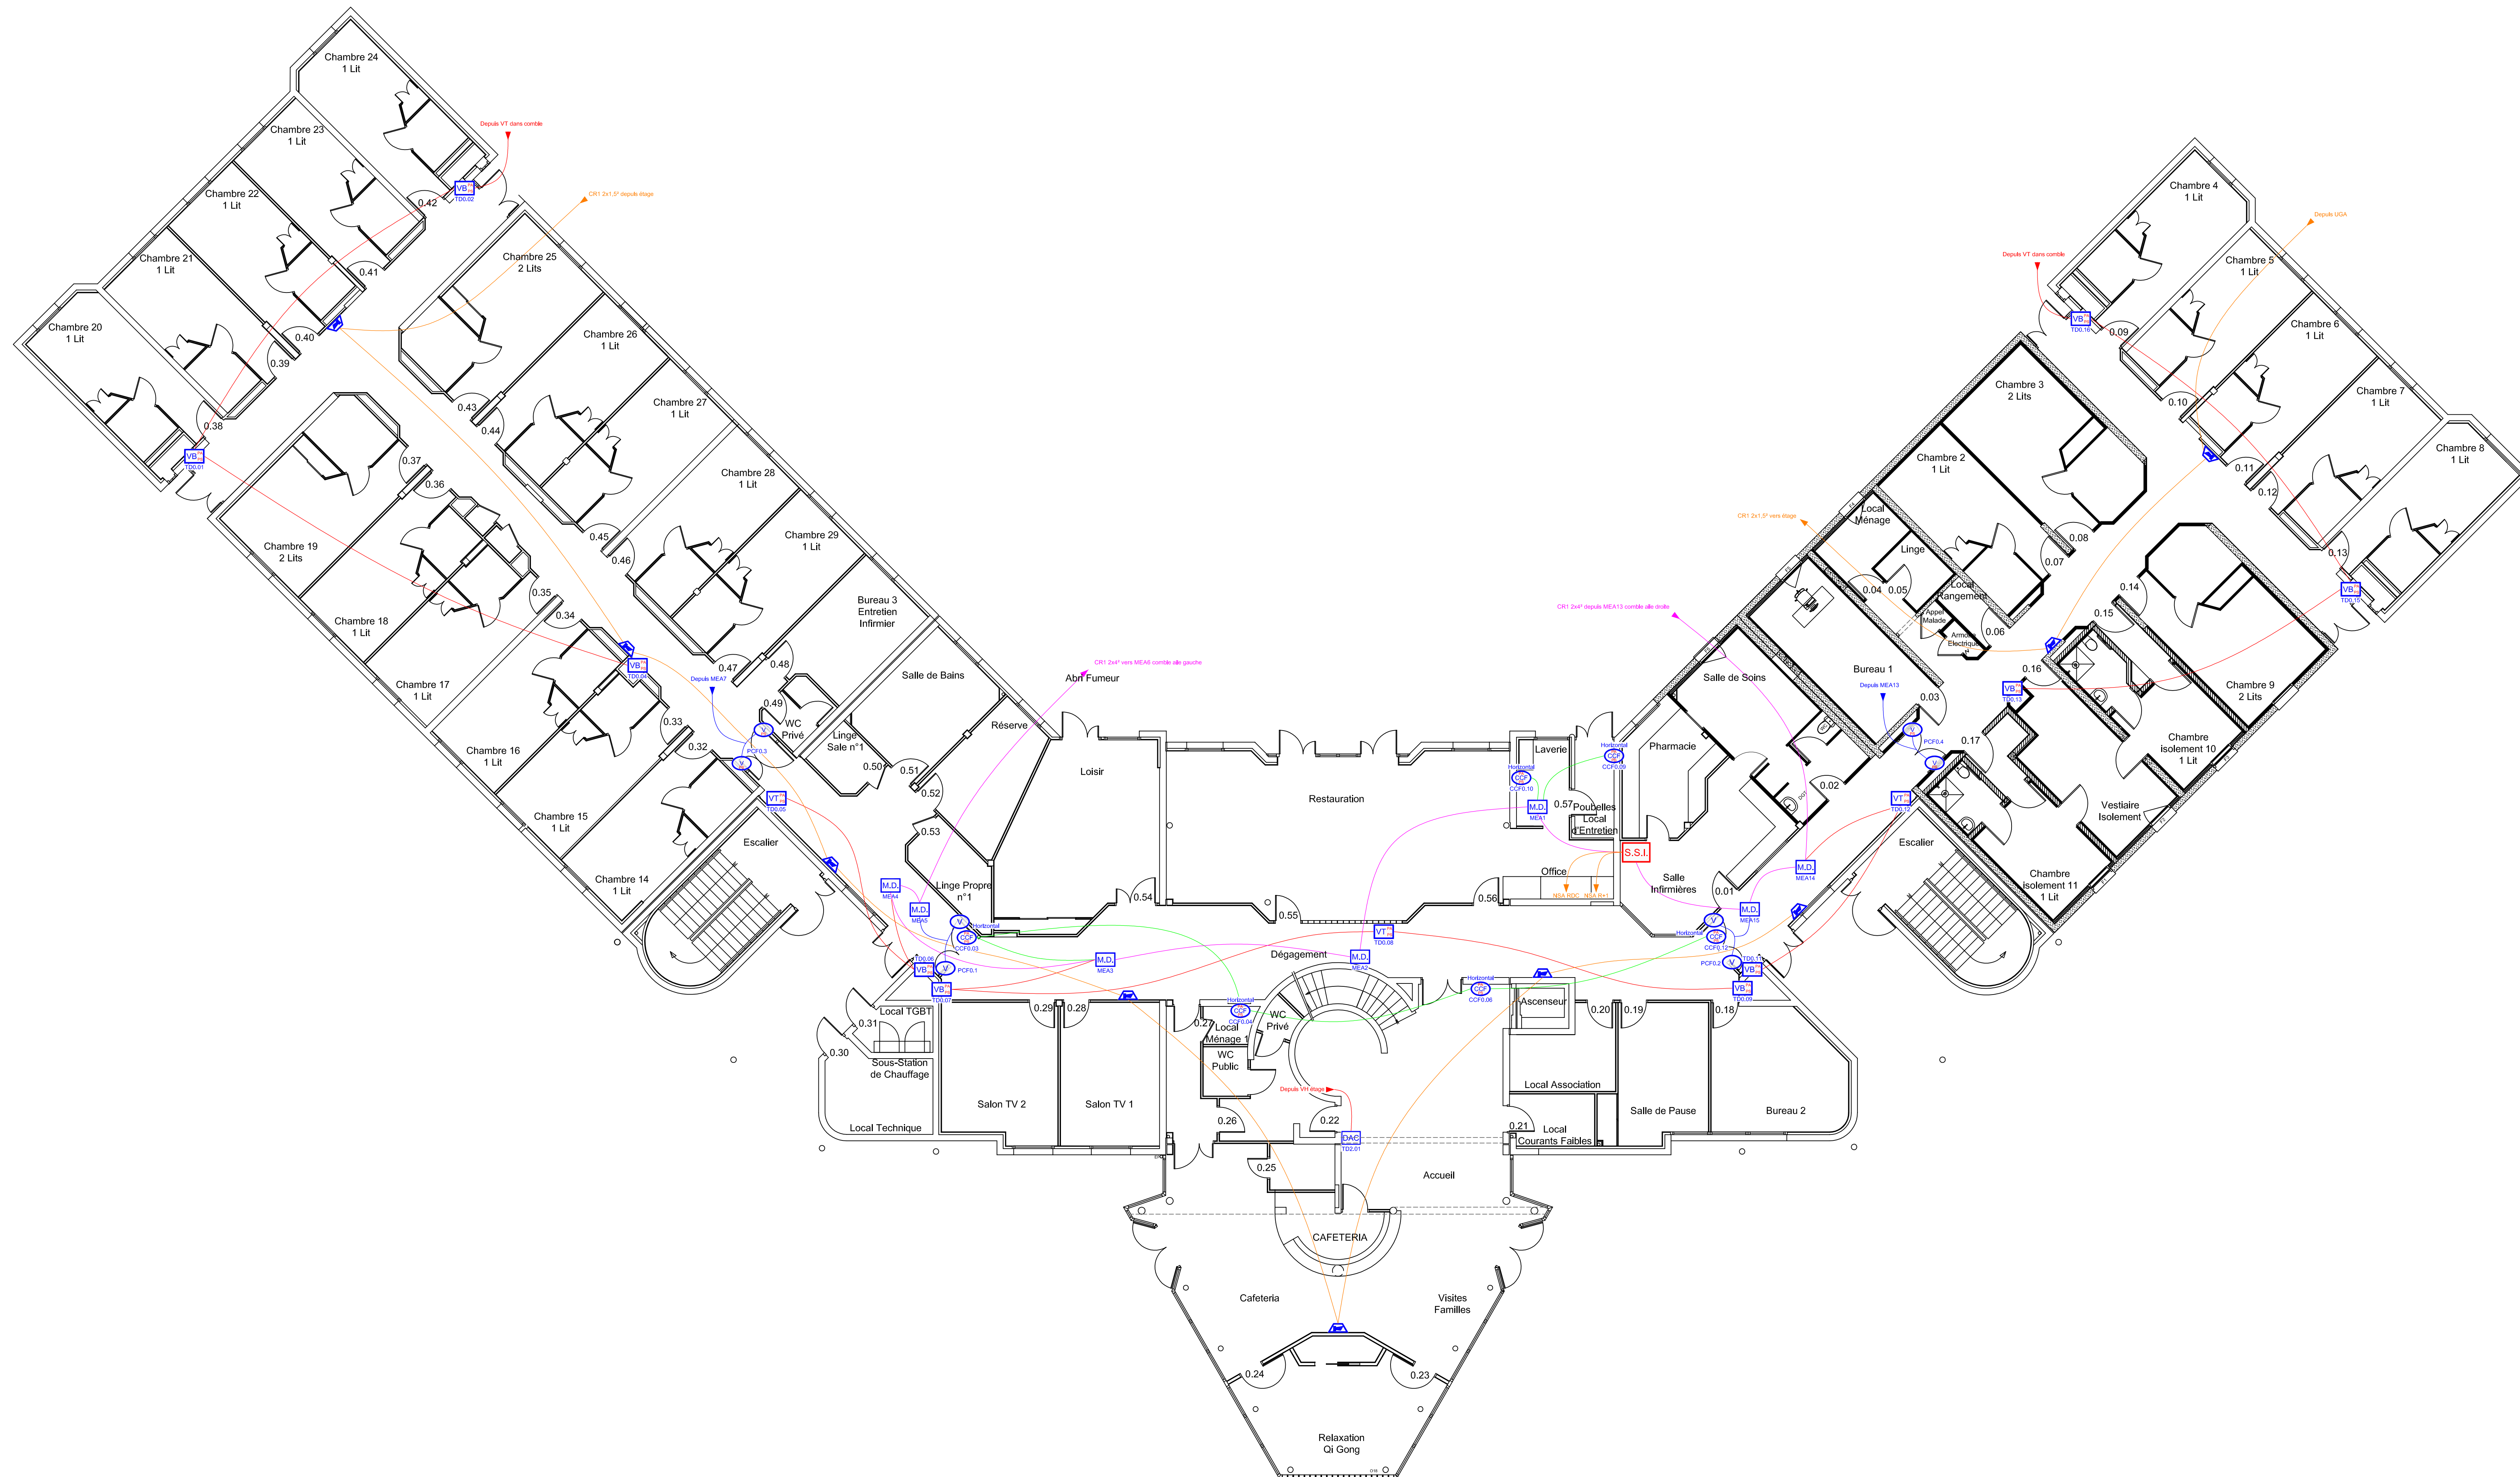 Chambre 24
1 Lit
Chambre 23
1 Lit
Chambre 22
1 Lit
Chambre 21
1 Lit
Chambre 20
1 Lit
Depuis VT dans comble
VB
TD0.02
0.42
0.41
0.40
0.39
0.38
VB
TD0.01
CR1 2x1,5² depuis étage
Chambre 25
2 Lits
Chambre 26
1 Lit
Chambre 27
1 Lit
Chambre 28
1 Lit
Chambre 29
1 Lit
Bureau 3
Entretien
Infirmier
Salle de Bains
Réserve
Abri Fumeur
0.43
0.44
0.45
0.46
0.47
0.48
0.49
WC
Privé
Linge
Sale n°1
0.50
0.51
0.52
0.53
0.37
0.36
0.35
0.34
0.33
0.32
Chambre 19
2 Lits
Chambre 18
1 Lit
Chambre 17
1 Lit
Chambre 16
1 Lit
Chambre 15
1 Lit
Chambre 14
1 Lit
VB
TD0.04
Depuis MEA7
V
PCF0.3
V
VT
TD0.05
Escalier
CR1 2x4² vers MEA8 comble aile gauche
Loisir
Linge Propre
n°1
M.D.
MEA4
M.D.
MEA5
V
Horizontal
CCF
CCF0.03
V
PCF0.1
TD0.06
VB
VB
TD0.07
M.D.
MEA3
0.54
Restauration
0.55
0.56
VT
TD0.08
M.D.
MEA2
Dégagement
Laverie
Horizontal
CCF
CCF0.09
Horizontal
CCF
CCF0.10
M.D.
MEA1
0.57
Poubelles
Local
d'Entretien
S.S.I.
Office
NSA RDC
NSA R+1
Salle
Infirmières
Pharmacie
Salle de Soins
CR1 2x4² depuis MEA13 comble aile droite
CR1 2x1,5² vers étage
Depuis VT dans comble
Depuis UGA
Chambre 4
1 Lit
Chambre 5
1 Lit
Chambre 6
1 Lit
Chambre 7
1 Lit
Chambre 8
1 Lit
VB
TD0.16
0.09
0.10
0.11
0.12
0.13
VB
TD0.15
Chambre 3
2 Lits
Chambre 2
1 Lit
Local
Ménage
Linge
Local
Rangement
Appel
Malade
Armoire
Electrique
0.04
0.05
0.06
0.07
0.08
Bureau 1
Depuis MEA13
0.03
V
PCF0.4
V
0.02
DGT
0.14
0.15
0.16
0.17
VB
TD0.13
Chambre 9
2 Lits
Chambre
isolement 10
1 Lit
Vestiaire
Isolement
Chambre
isolement 11
1 Lit
VT
TD0.12
Escalier
M.D.
MEA14
M.D.
MEA15
0.01
V
Horizontal
CCF
CCF0.12
V
PCF0.2
TD0.11
VB
VB
TD0.09
Horizontal
CCF
CCF0.06
Horizontal
CCF
CCF0.04
Ascenseur
WC
Privé
Local
Ménage 1
WC
Public
0.31
Local TGBT
0.30
Sous-Station
de Chauffage
Local Technique
0.29
0.28
0.27
Salon TV 2
Salon TV 1
0.26
0.22
Depuis VH étage
DAC
TD2.01
0.20
0.19
0.18
Local Association
0.21
Local
Courants Faibles
Salle de Pause
Bureau 2
0.25
Accueil
CAFETERIA
Cafeteria
Visites
Familles
0.24
0.23
Relaxation
Qi Gong